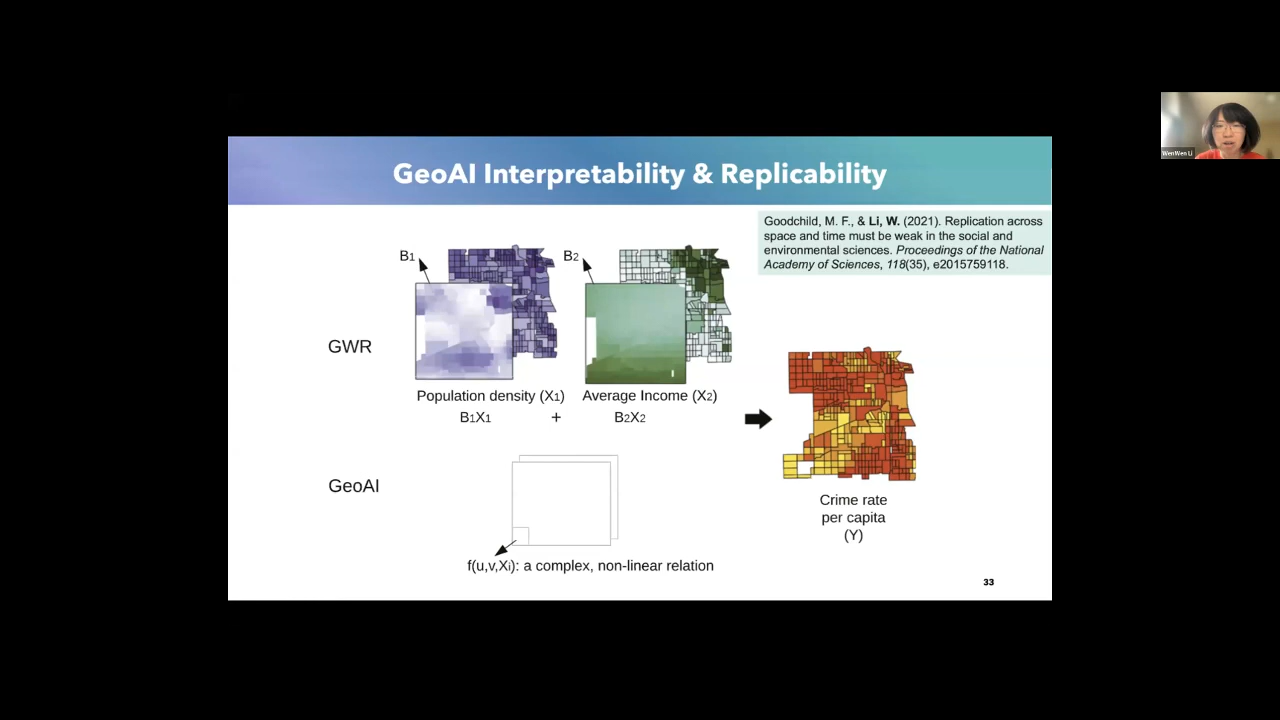 GeoAI Interpretability & Replicability
Goodchild, M. F., & Li, W. (2021). Replication across
space and time must be weak in the social and
environmental sciences. Proceedings of the National
Academy of Sciences, 118(35), e2015759118.
B1
B2
GWR
Population density (X1)
Average Income (X2)
B1X1
+
B2X2
GeoAI
f(u,v,Xi): a complex, non-linear relation
Crime rate
per capita
(Y)
33
WenWen Li